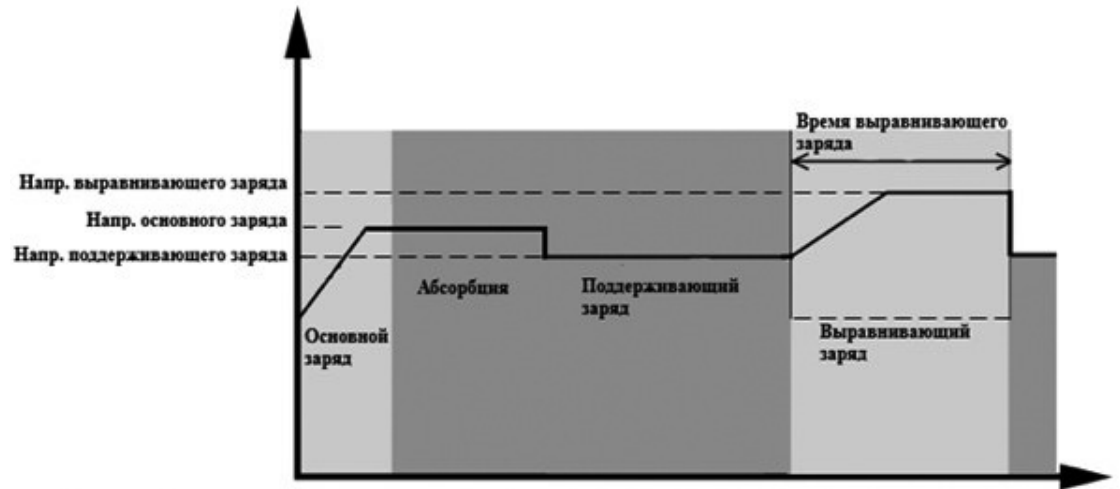 Время выравнивающего
заряда
Напр. выравнивающего заряда
Напр. основного заряда
Напр. поддерживающего заряда
Абсорбция
Поддерживающий
заряд
Основной
заряд
Выравнивающий
заряд